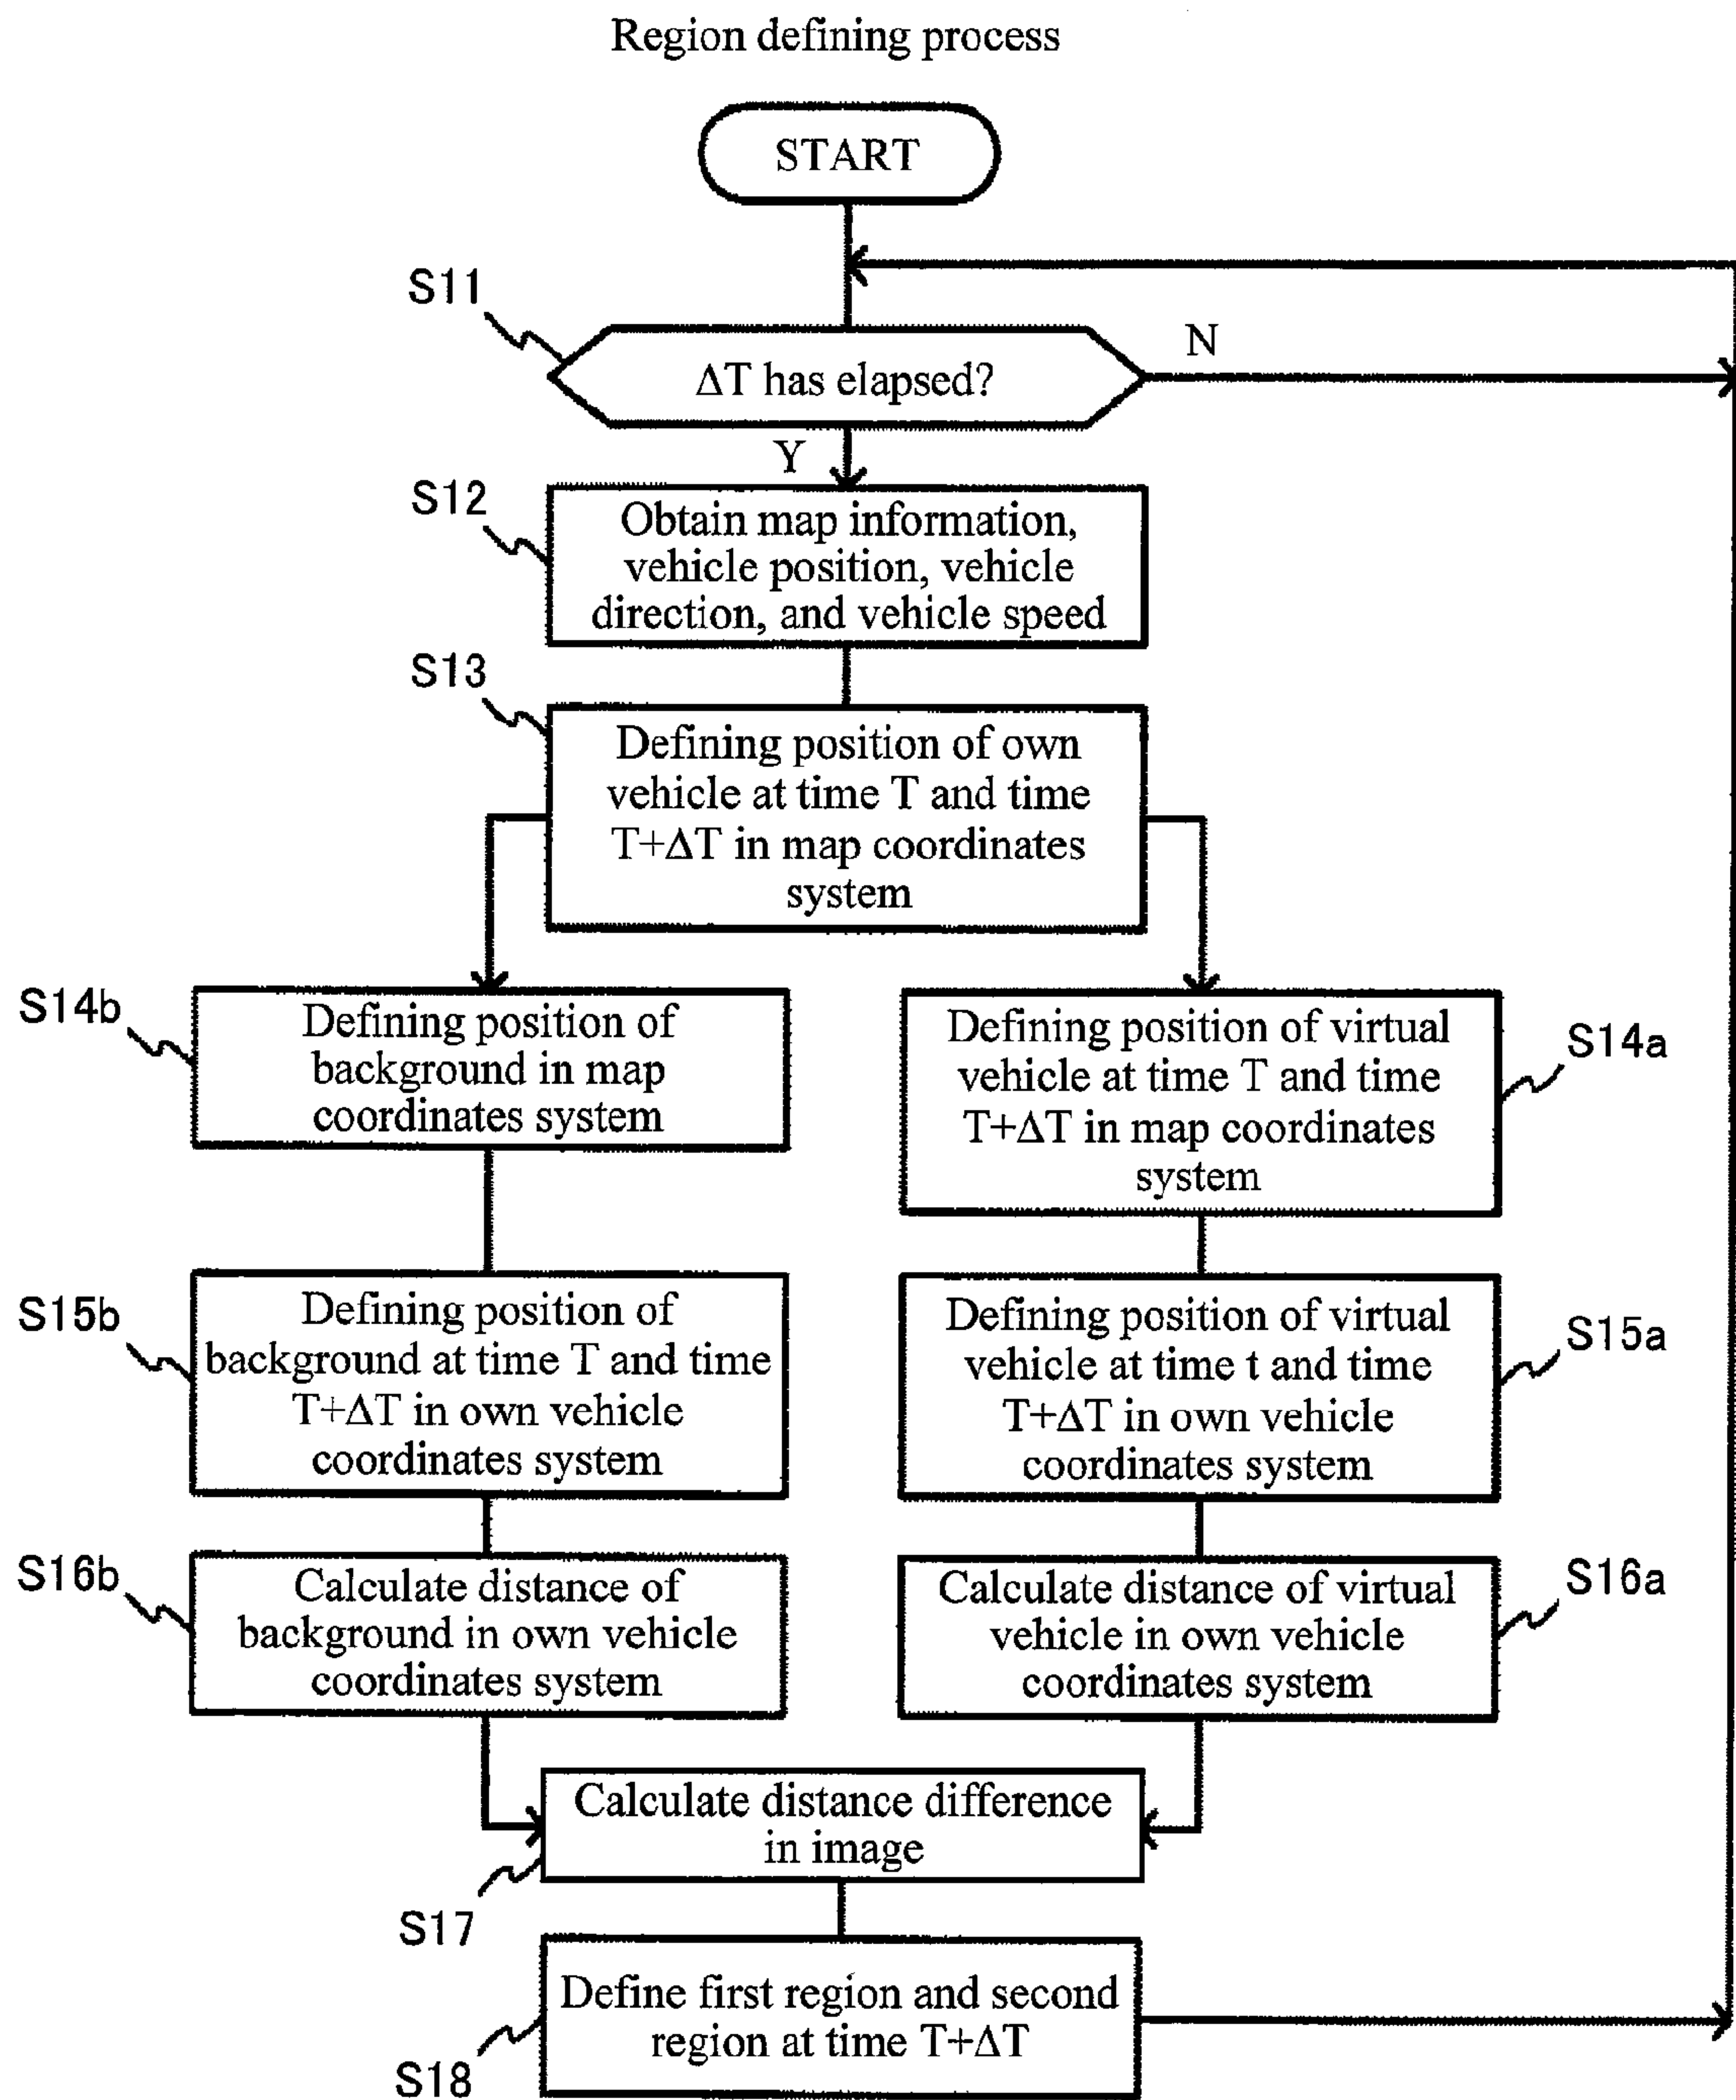 Region defining process
START
S11
ΔT has elapsed?
N
Y
S12
Obtain map information,
vehicle position, vehicle
direction, and vehicle speed
S13
Defining position of own
vehicle at time T and time
T+ΔT in map coordinates
system
S14b
Defining position of
background in map
coordinates system
Defining position of virtual
vehicle at time T and time
T+ΔT in map coordinates
system
S14a
S15b
Defining position of
background at time T and time
T+ΔT in own vehicle
coordinates system
Defining position of virtual
vehicle at time t and time
T+ΔT in own vehicle
coordinates system
S15a
S16b
Calculate distance of
background in own vehicle
coordinates system
Calculate distance of virtual
vehicle in own vehicle
coordinates system
S16a
Calculate distance difference
in image
S17
Define first region and second
region at time T+ΔT
S18